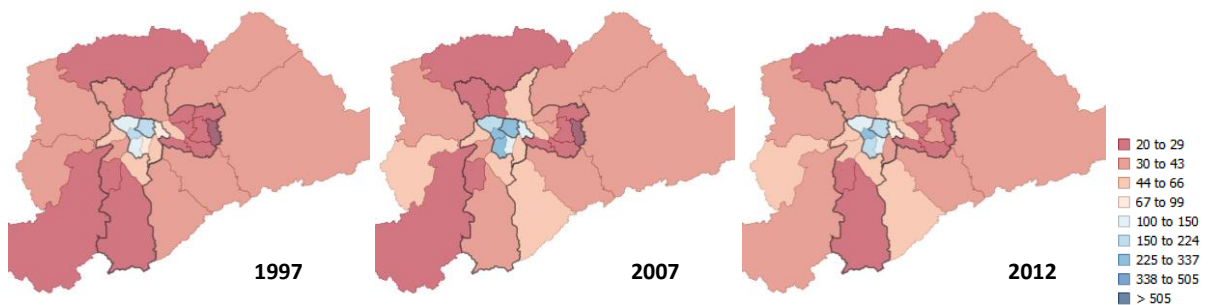 1997
2007
2012
20 to 29
30 to 43
44 to 66
67 to 99
100 to 150
150 to 224
225 to 337
338 to 505
> 505